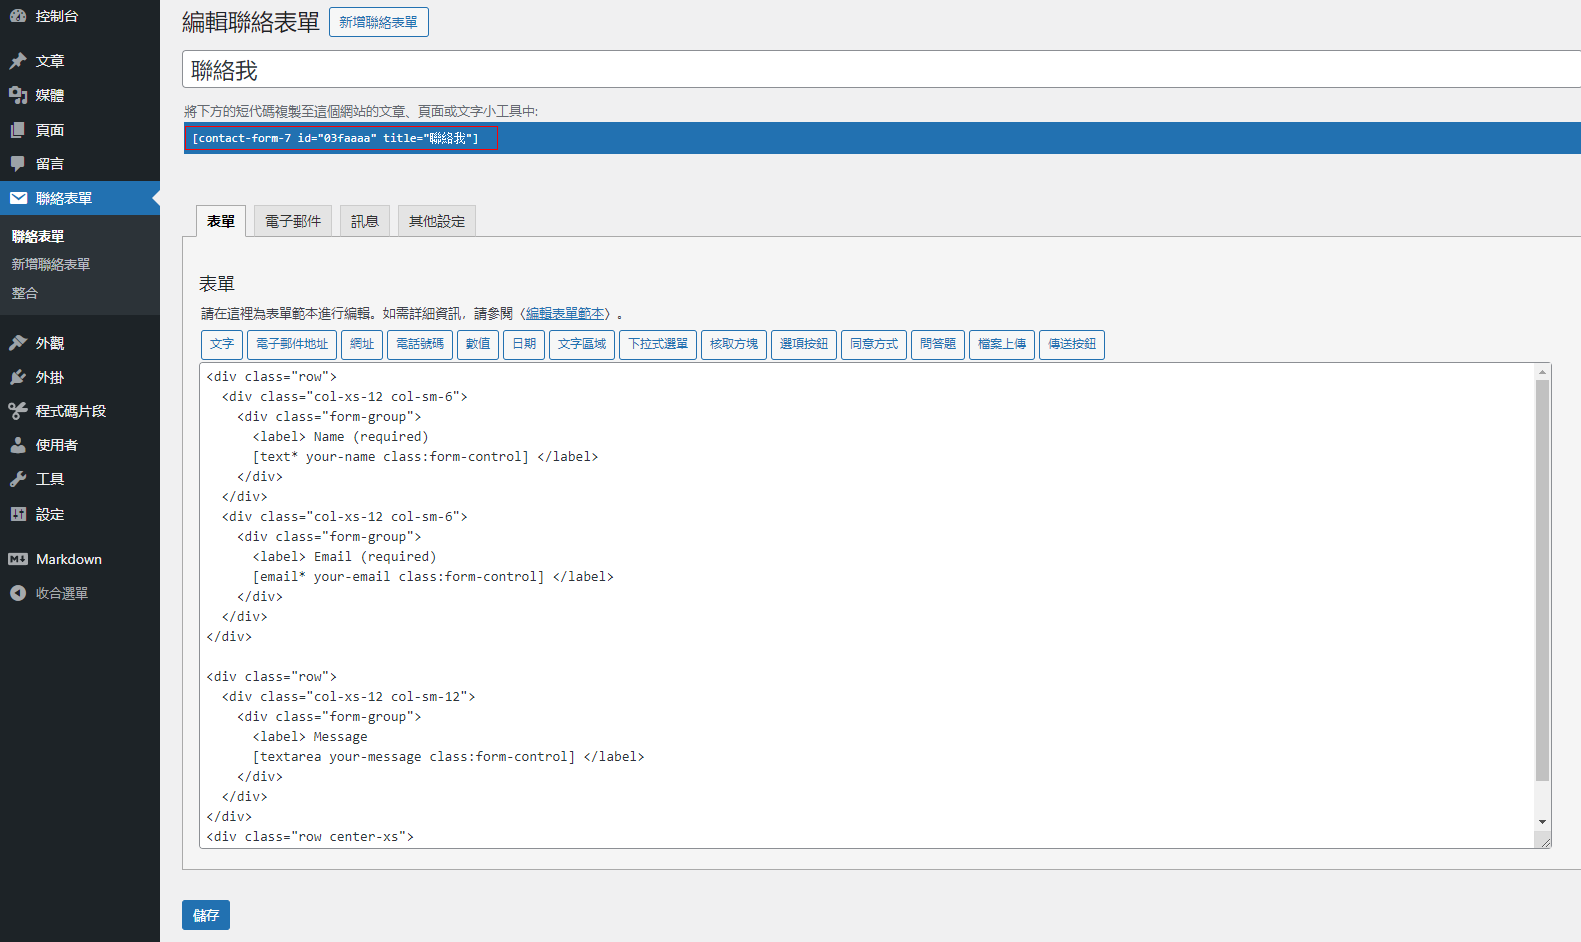 控制台
文章
媒體
頁面
留言
聯絡表單
聯絡表單
新增聯絡表單
整合
外觀
外掛
程式碼片段
使用者
工具
設定
Markdown
收合選單
編輯聯絡表單 新增聯絡表單
聯絡我
將下方的短代碼複製至這個網站的文章、頁面或文字小工具中:
[contact-form-7 id="03faaaa" title="聯絡我"]
表單 電子郵件 訊息 其他設定
表單
請在這裡為表單範本進行編輯。如需詳細資訊，請參閱〈編輯表單範本〉。
文字 電子郵件地址 網址 電話號碼 數值 日期 文字區域 下拉式選單 核取方塊 選項按鈕 同意方式 問答題 檔案上傳 傳送按鈕
<div class="row">
<div class="col-xs-12 col-sm-6">
<div class="form-group">
<label> Name (required)
[text* your-name class:form-control] </label>
</div>
</div>
<div class="col-xs-12 col-sm-6">
<div class="form-group">
<label> Email (required)
[email* your-email class:form-control] </label>
</div>
</div>
</div>
<div class="row">
<div class="col-xs-12 col-sm-12">
<div class="form-group">
<label> Message
[textarea your-message class:form-control] </label>
</div>
</div>
</div>
<div class="row center-xs">
儲存